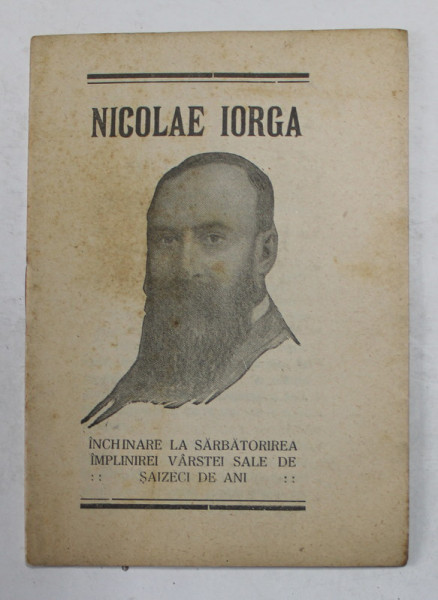 NICOLAE IORGA
ÎNCHINARE LA SĂRBĂTORIREA
ÎMPLINIREI VÂRSTEI SALE DE
:: ȘAIZECI DE ANI ::